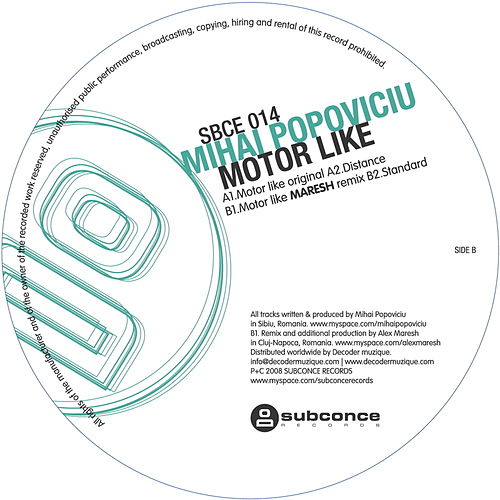 All rights of the manufacturer and of the owner of the recorded work reserved, unauthorised public performance, broadcasting, copying, hiring and rental of this record prohibited.
SBCE 014
MIHAI POPOVICIU
MOTOR LIKE
A1.Motor like original A2.Distance
B1.Motor like MARESH remix B2.Standard
SIDE B
All tracks written & produced by Mihai Popoviciu
in Sibiu, Romania. www.myspace.com/mihaipopoviciu
B1. Remix and additional production by Alex Maresh
in Cluj-Napoca, Romania. www.myspace.com/alexmaresh
Distributed worldwide by Decoder muzique.
info@decodermuzique.com | www.decodermuzique.com
P+C 2008 SUBCONCE RECORDS
www.myspace.com/subconcerecords
subconce
RECORDS